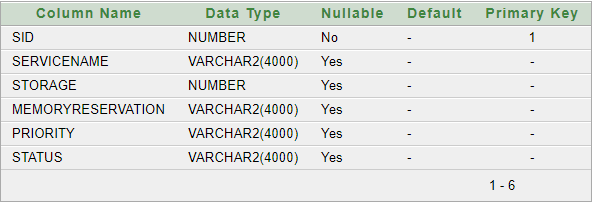 Column Name Data Type Nullable Default Primary Key
SID NUMBER No - 1
SERVICENAME VARCHAR2(4000) Yes - -
STORAGE NUMBER Yes - -
MEMORYRESERVATION VARCHAR2(4000) Yes - -
PRIORITY VARCHAR2(4000) Yes - -
STATUS VARCHAR2(4000) Yes - -
1 - 6